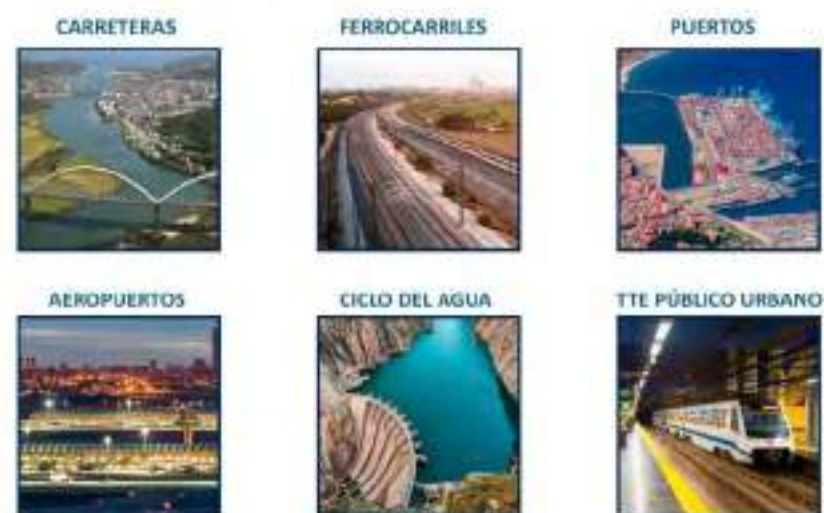 CARRETERAS
FERROCARRILES
PUERTOS
AEROPUERTOS
CICLO DEL AGUA
TTE PÚBLICO URBANO